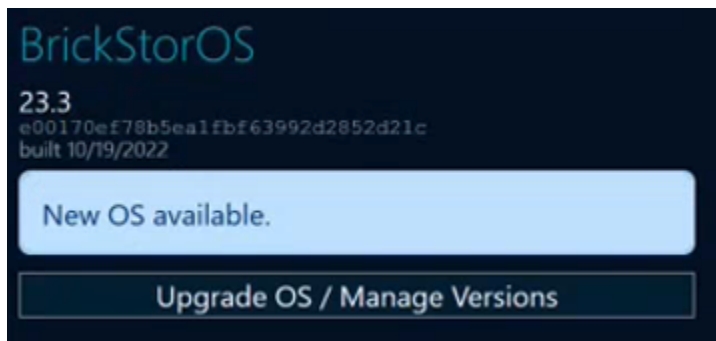 BrickStorOS
23.3
e00170ef78b5ea1fbf63992d2852d21c
built 10/19/2022
New OS available.
Upgrade OS / Manage Versions